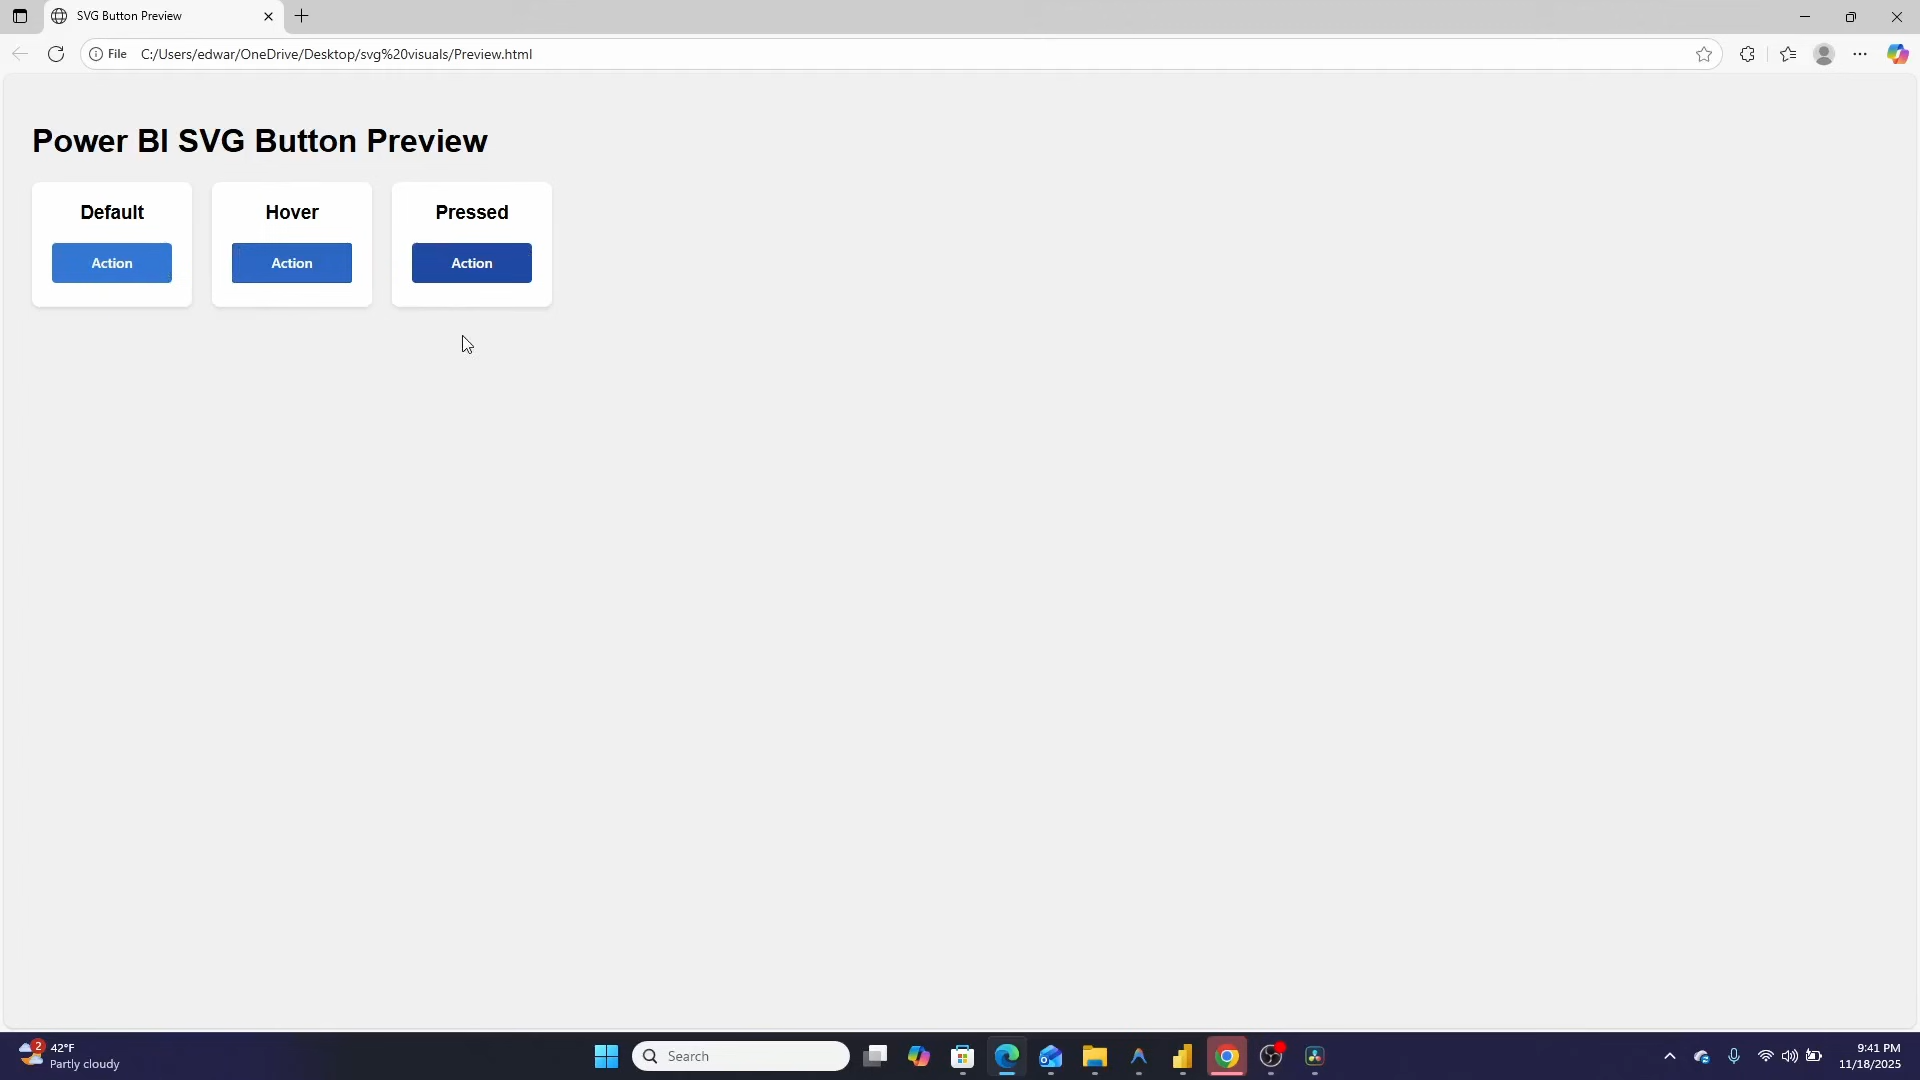 SVG Button Preview
File C:/Users/edwar/OneDrive/Desktop/svg%20visuals/Preview.html
Power BI SVG Button Preview
Default Hover Pressed
Action Action Action
2 42°F
Partly cloudy
Search
9:41 PM
11/18/2025